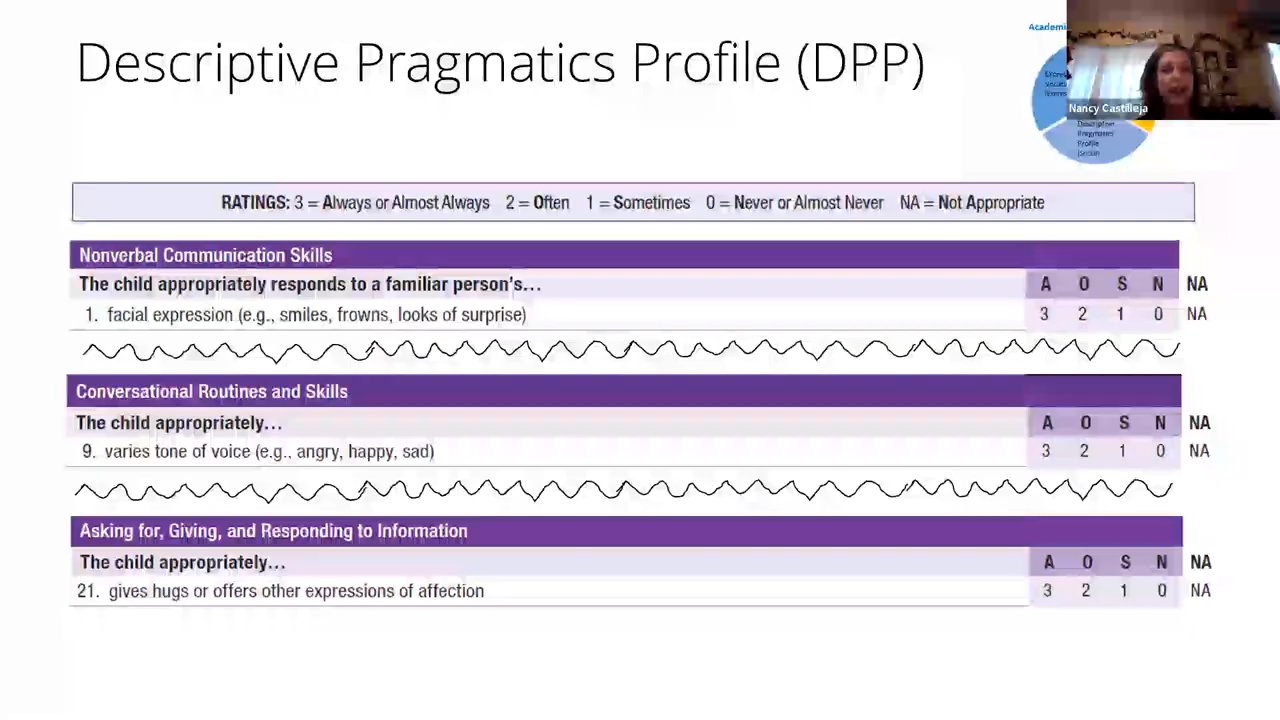 Descriptive Pragmatics Profile (DPP)
Academi
Nancy Castilleja
Descriptive
Pragmatics
Profile
RATINGS: 3 = Always or Almost Always 2 = Often 1 = Sometimes 0 = Never or Almost Never NA = Not Appropriate
Nonverbal Communication Skills
The child appropriately responds to a familiar person's... A O S N NA
1. facial expression (e.g., smiles, frowns, looks of surprise) 3 2 1 0 NA
Conversational Routines and Skills
The child appropriately... A O S N NA
9. varies tone of voice (e.g., angry, happy, sad) 3 2 1 0 NA
Asking for, Giving, and Responding to Information
The child appropriately... A O S N NA
21. gives hugs or offers other expressions of affection 3 2 1 0 NA